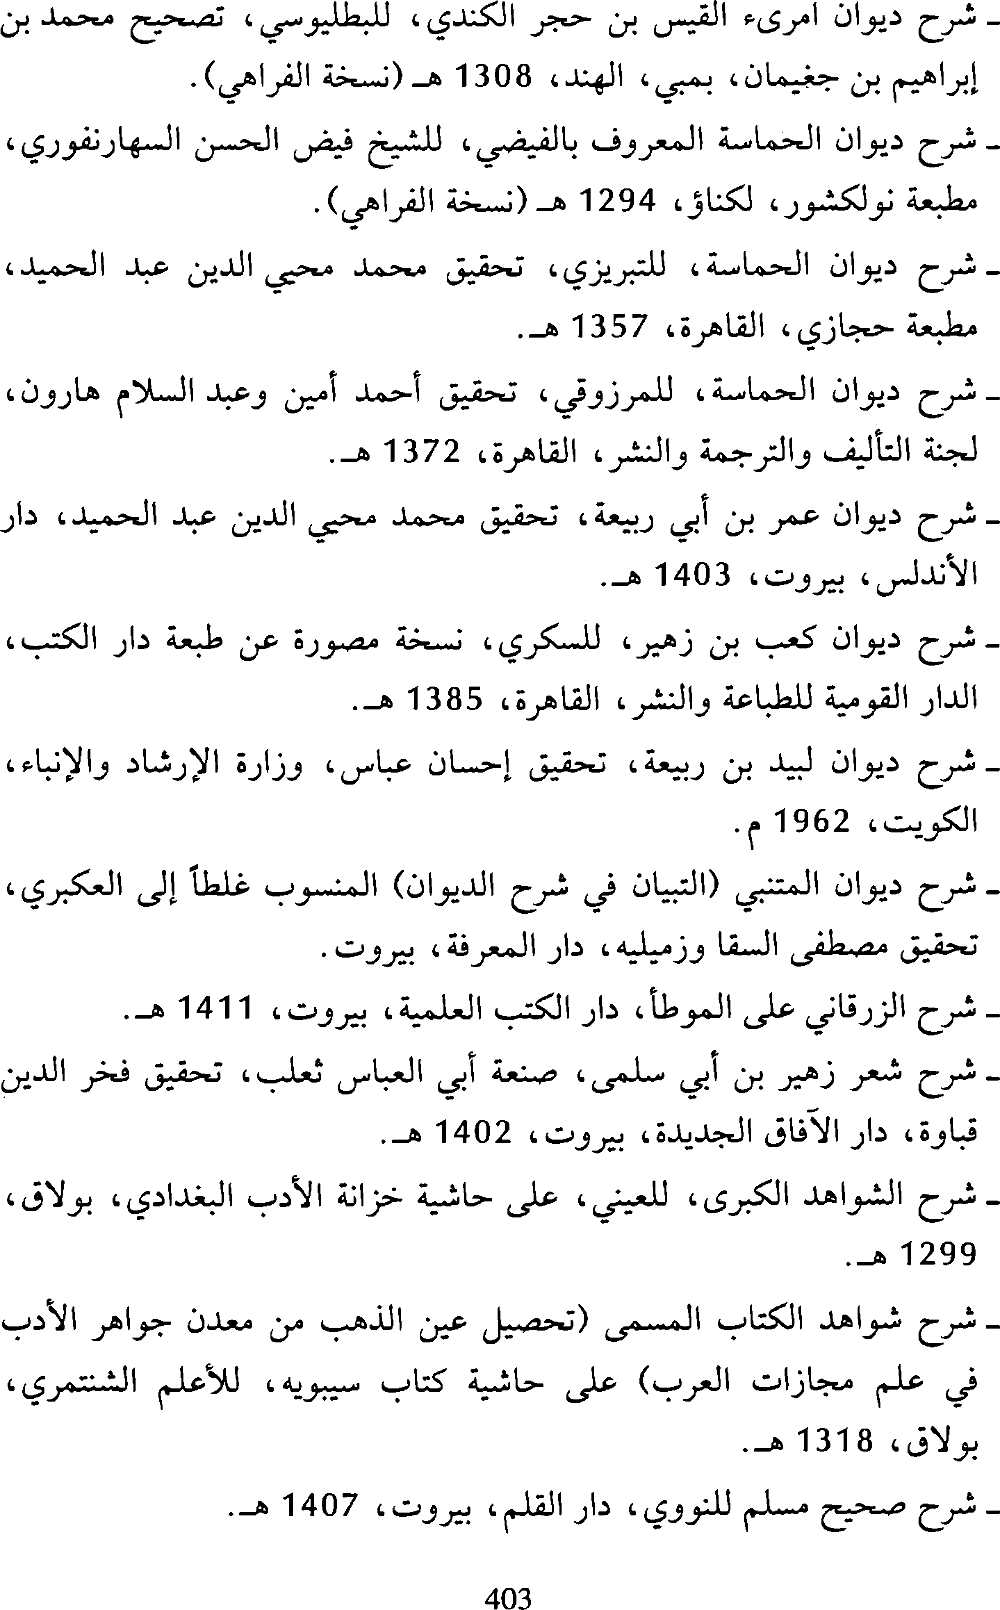 ـ شرح ديوان امرىء القيس بن حجر الكندي، للبطليوسي، تصحيح محمد بن
إبراهيم بن جغيمان، بمبي، الهند، 1308 هـ (نسخة الفراهي).
ـ شرح ديوان الحماسة المعروف بالفيضي، للشيخ فيض الحسن السهارنفوري،
مطبعة نولكشور، لكناؤ، 1294 هـ (نسخة الفراهي).
ـ شرح ديوان الحماسة، للتبريزي، تحقيق محمد محيي الدين عبد الحميد،
مطبعة حجازي، القاهرة، 1357 هـ.
ـ شرح ديوان الحماسة، للمرزوقي، تحقيق أحمد أمين وعبد السلام هارون،
لجنة التأليف والترجمة والنشر، القاهرة، 1372 هـ.
ـ شرح ديوان عمر بن أبي ربيعة، تحقيق محمد محيي الدين عبد الحميد، دار
الأندلس، بيروت، 1403 هـ.
ـ شرح ديوان كعب بن زهير، للسكري، نسخة مصورة عن طبعة دار الكتب،
الدار القومية للطباعة والنشر، القاهرة، 1385 هـ.
ـ شرح ديوان لبيد بن ربيعة، تحقيق إحسان عباس، وزارة الإرشاد والإنباء،
الكويت، 1962 م.
ـ شرح ديوان المتنبي (التبيان في شرح الديوان) المنسوب غلطاً إلى العكبري،
تحقيق مصطفى السقا وزميليه، دار المعرفة، بيروت.
ـ شرح الزرقاني على الموطأ، دار الكتب العلمية، بيروت، 1411 هـ.
ـ شرح شعر زهير بن أبي سلمى، صنعة أبي العباس ثعلب، تحقيق فخر الدين
قباوة، دار الآفاق الجديدة، بيروت، 1402 هـ.
ـ شرح الشواهد الكبرى، للعيني، على حاشية خزانة الأدب البغدادي، بولاق،
1299 هـ.
ـ شرح شواهد الكتاب المسمى (تحصيل عين الذهب من معدن جواهر الأدب
في علم مجازات العرب) على حاشية كتاب سيبويه، للأعلم الشنتمري،
بولاق، 1318 هـ.
ـ شرح صحيح مسلم للنووي، دار القلم، بيروت، 1407 هـ.
403